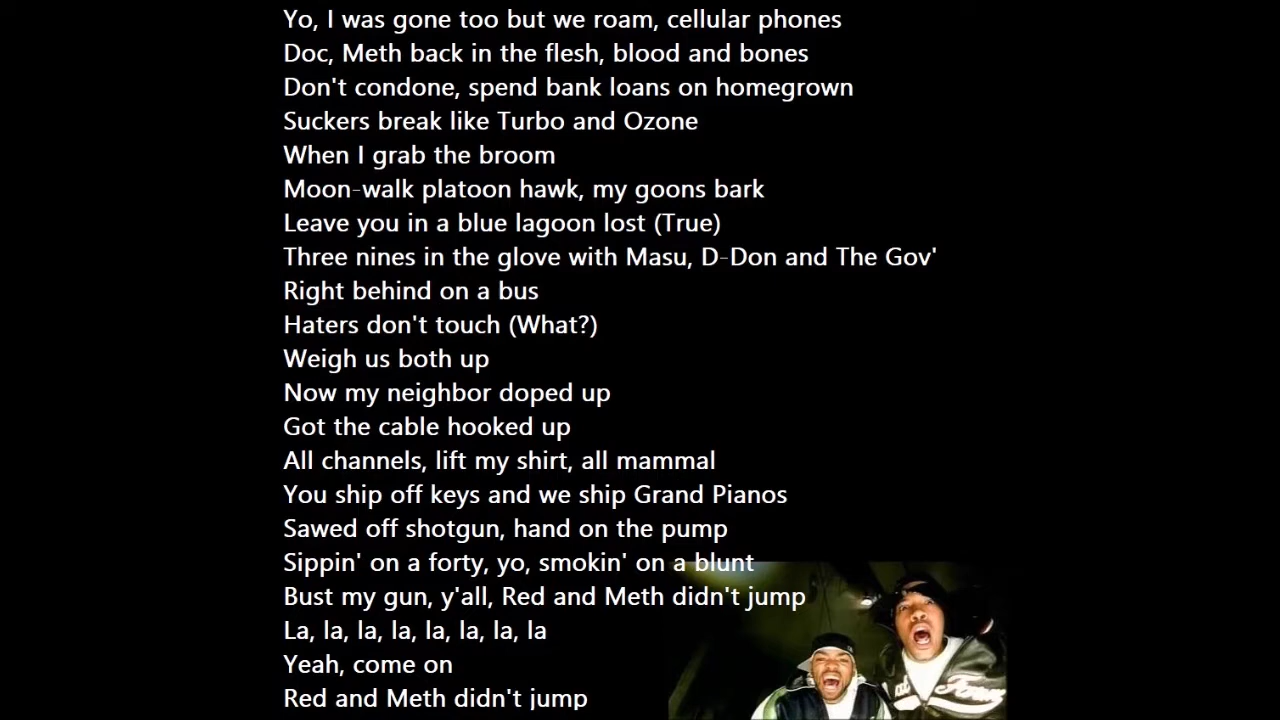 Yo, I was gone too but we roam, cellular phones
Doc, Meth back in the flesh, blood and bones
Don't condone, spend bank loans on homegrown
Suckers break like Turbo and Ozone
When I grab the broom
Moon-walk platoon hawk, my goons bark
Leave you in a blue lagoon lost (True)
Three nines in the glove with Masu, D-Don and The Gov'
Right behind on a bus
Haters don't touch (What?)
Weigh us both up
Now my neighbor doped up
Got the cable hooked up
All channels, lift my shirt, all mammal
You ship off keys and we ship Grand Pianos
Sawed off shotgun, hand on the pump
Sippin' on a forty, yo, smokin' on a blunt
Bust my gun, y'all, Red and Meth didn't jump
La, la, la, la, la, la, la, la
Yeah, come on
Red and Meth didn't jump